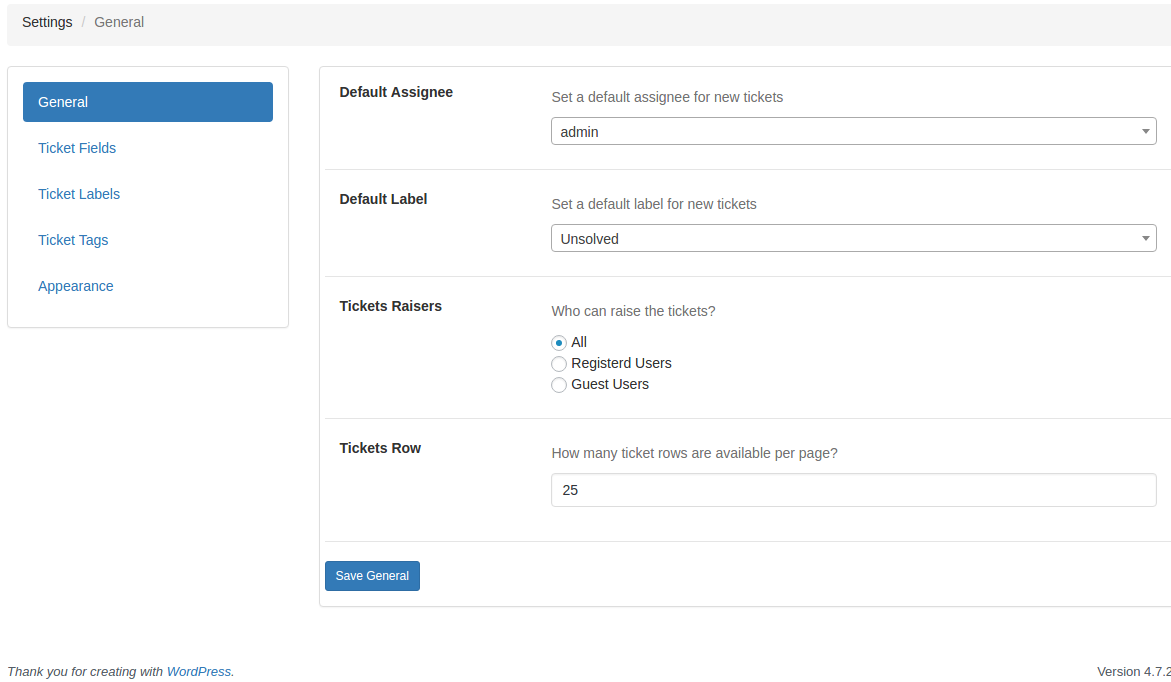 Settings / General
General
Ticket Fields
Ticket Labels
Ticket Tags
Appearance
Default Assignee
Set a default assignee for new tickets
admin
Default Label
Set a default label for new tickets
Unsolved
Tickets Raisers
Who can raise the tickets?
All
Registerd Users
Guest Users
Tickets Row
How many ticket rows are available per page?
25
Save General
Thank you for creating with WordPress.
Version 4.7.2